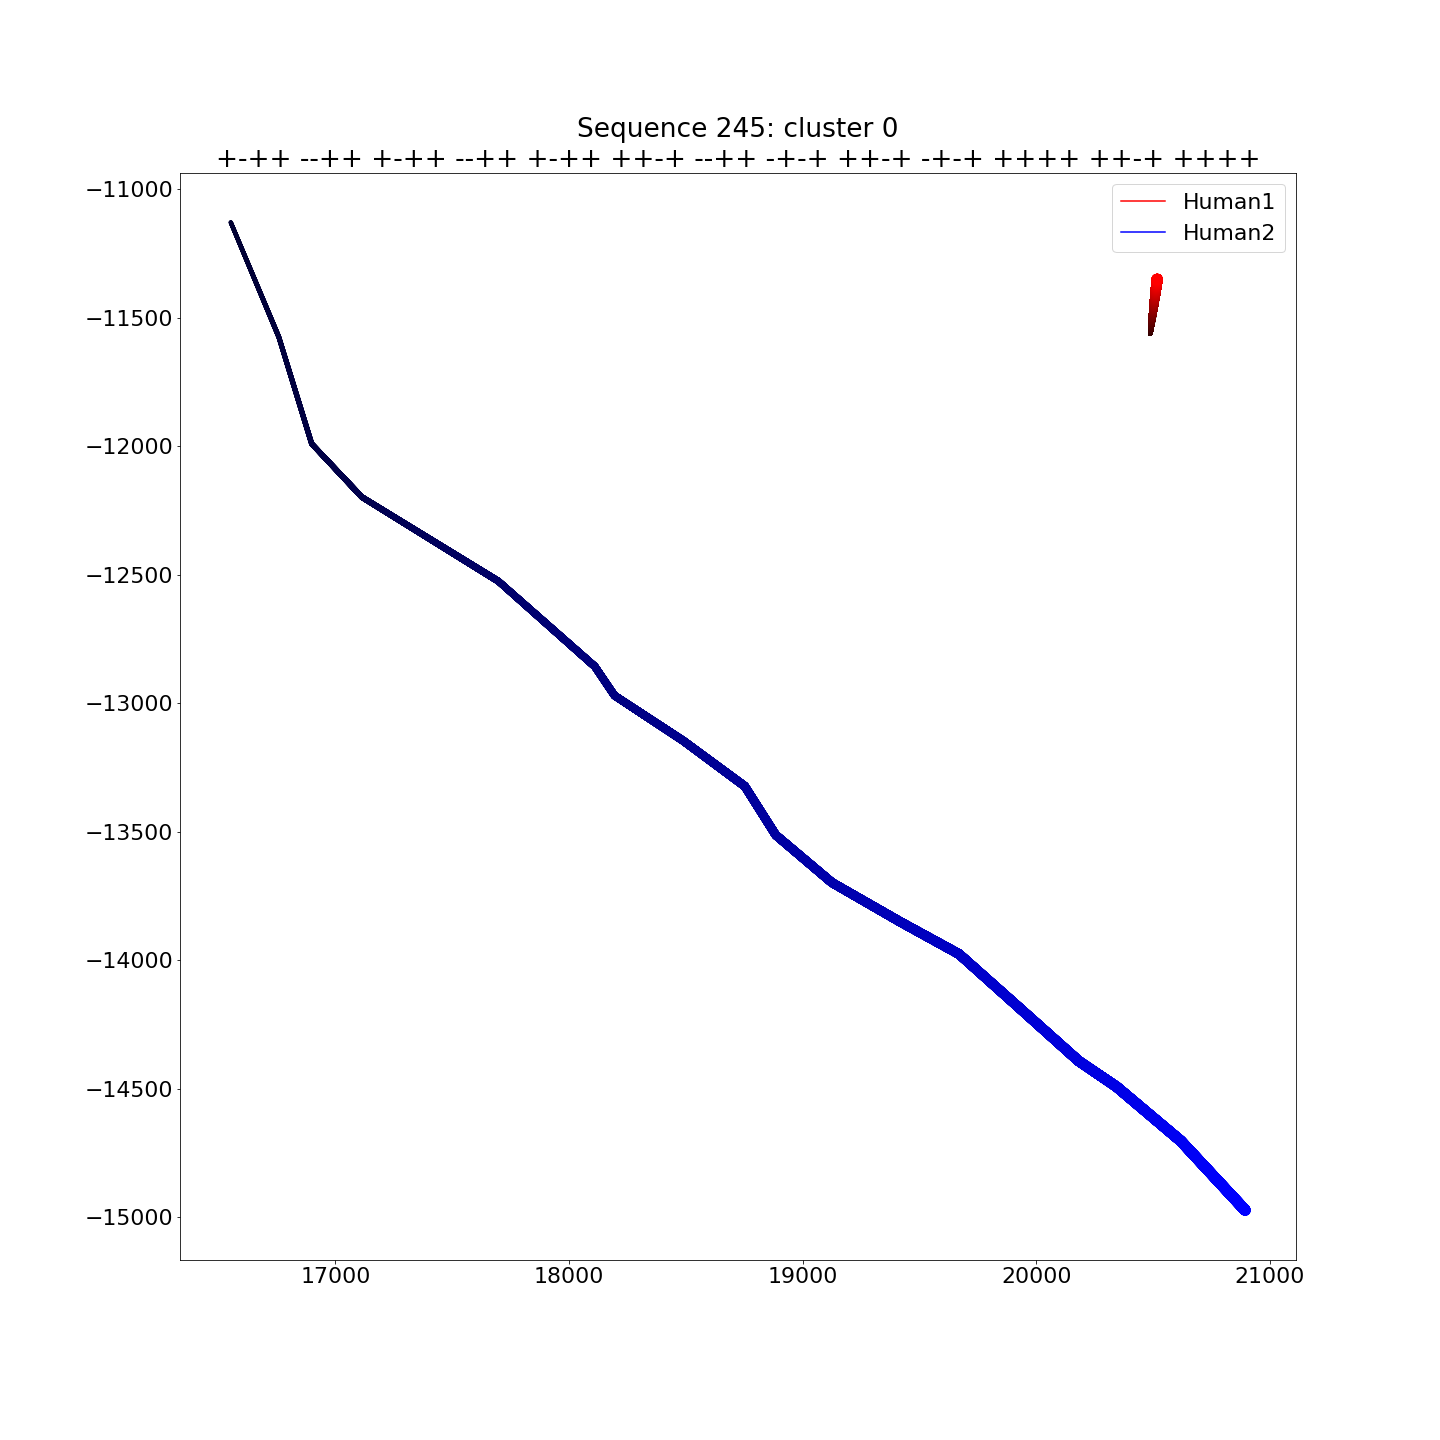 Sequence 245: cluster 0
+-++ --++ +-++ --++ +-++ ++-+ --++ -+-+ ++-+ -+-+ ++++ ++-+ ++++
Human1
Human2
−11000
−11500
−12000
−12500
−13000
−13500
−14000
−14500
−15000
17000 18000 19000 20000 21000